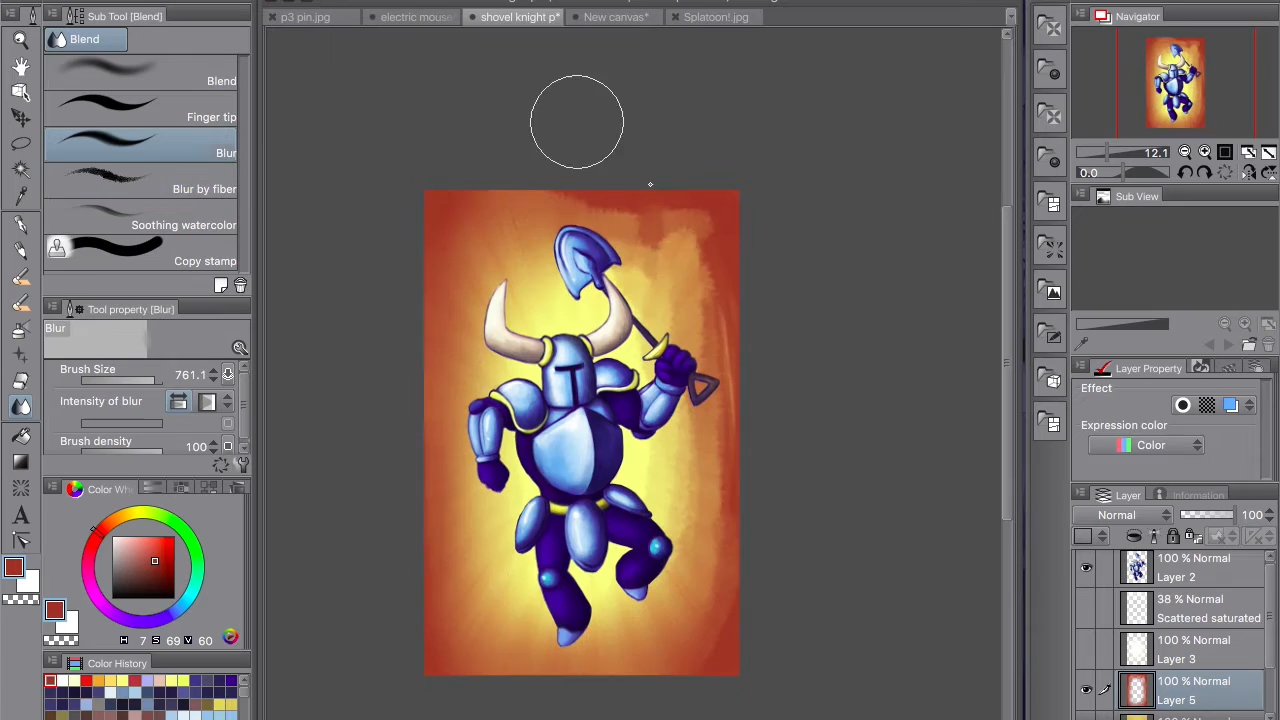 Sub Tool [Blend]
Blend
Blend
Finger tip
Blur
Blur by fiber
Soothing watercolor
Copy stamp
Tool property [Blur]
Blur
Brush Size 761.1
Intensity of blur
Brush density 100
Color Whe
H 7 S 69 V 60
Color History
p3 pin.jpg
electric mouse
shovel knight p*
New canvas*
Splatoon!.jpg
Navigator
12.1
0.0
Sub View
Layer Property
Effect
Expression color
Color
Layer
Information
Normal 100
100 % Normal
Layer 2
38 % Normal
Scattered saturated
100 % Normal
Layer 3
100 % Normal
Layer 5